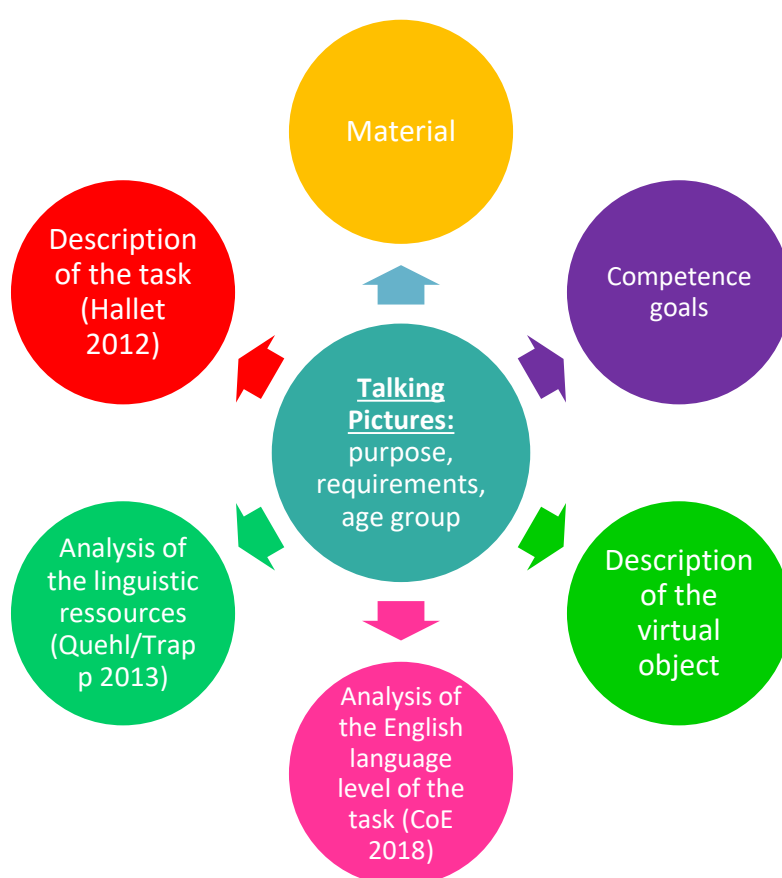 Material
Description
of the task
(Hallet
2012)
Competence
goals
Talking
Pictures:
purpose,
requirements,
age group
Analysis of
the linguistic
ressources
(Quehl/Trap
p 2013)
Description
of the
virtual
object
Analysis of
the English
language
level of the
task (CoE
2018)